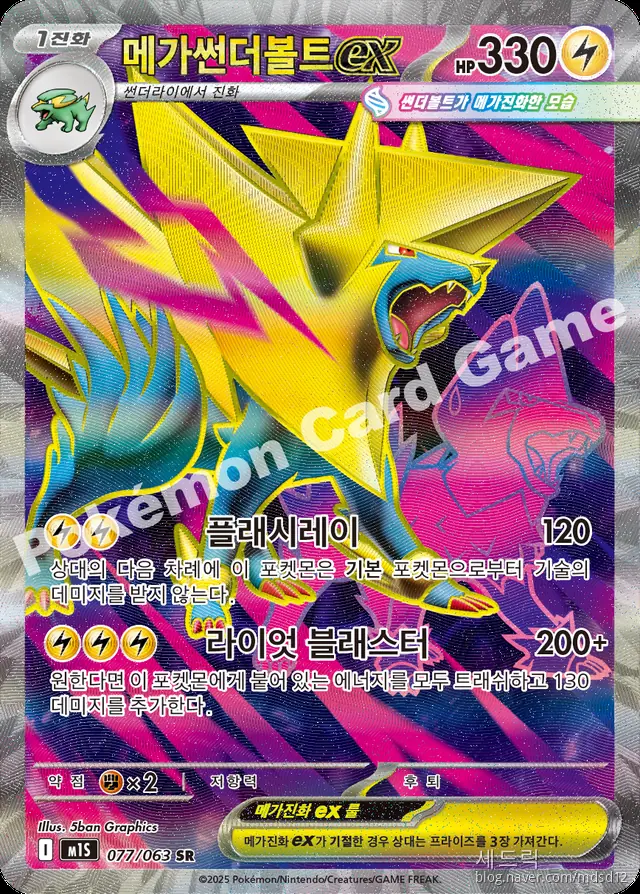 1진화
메가썬더볼트ex
HP330
썬더라이에서 진화
썬더볼트가 메가진화한 모습
Pokémon Card Game
플래시레이 120
상대의 다음 차례에 이 포켓몬은 기본 포켓몬으로부터 기술의
데미지를 받지 않는다.
라이엇 블래스터 200+
원한다면 이 포켓몬에게 붙어 있는 에너지를 모두 트래쉬하고 130
데미지를 추가한다.
약 점 ×2 저항력 후 퇴
메가진화 ex 룰
메가진화 ex가 기절한 경우 상대는 프라이즈를 3장 가져간다.
Illus. 5ban Graphics
I M1S 077/063 SR
©2025 Pokémon/Nintendo/Creatures/GAME FREAK.
세드릭
blog.naver.com/mdsd12